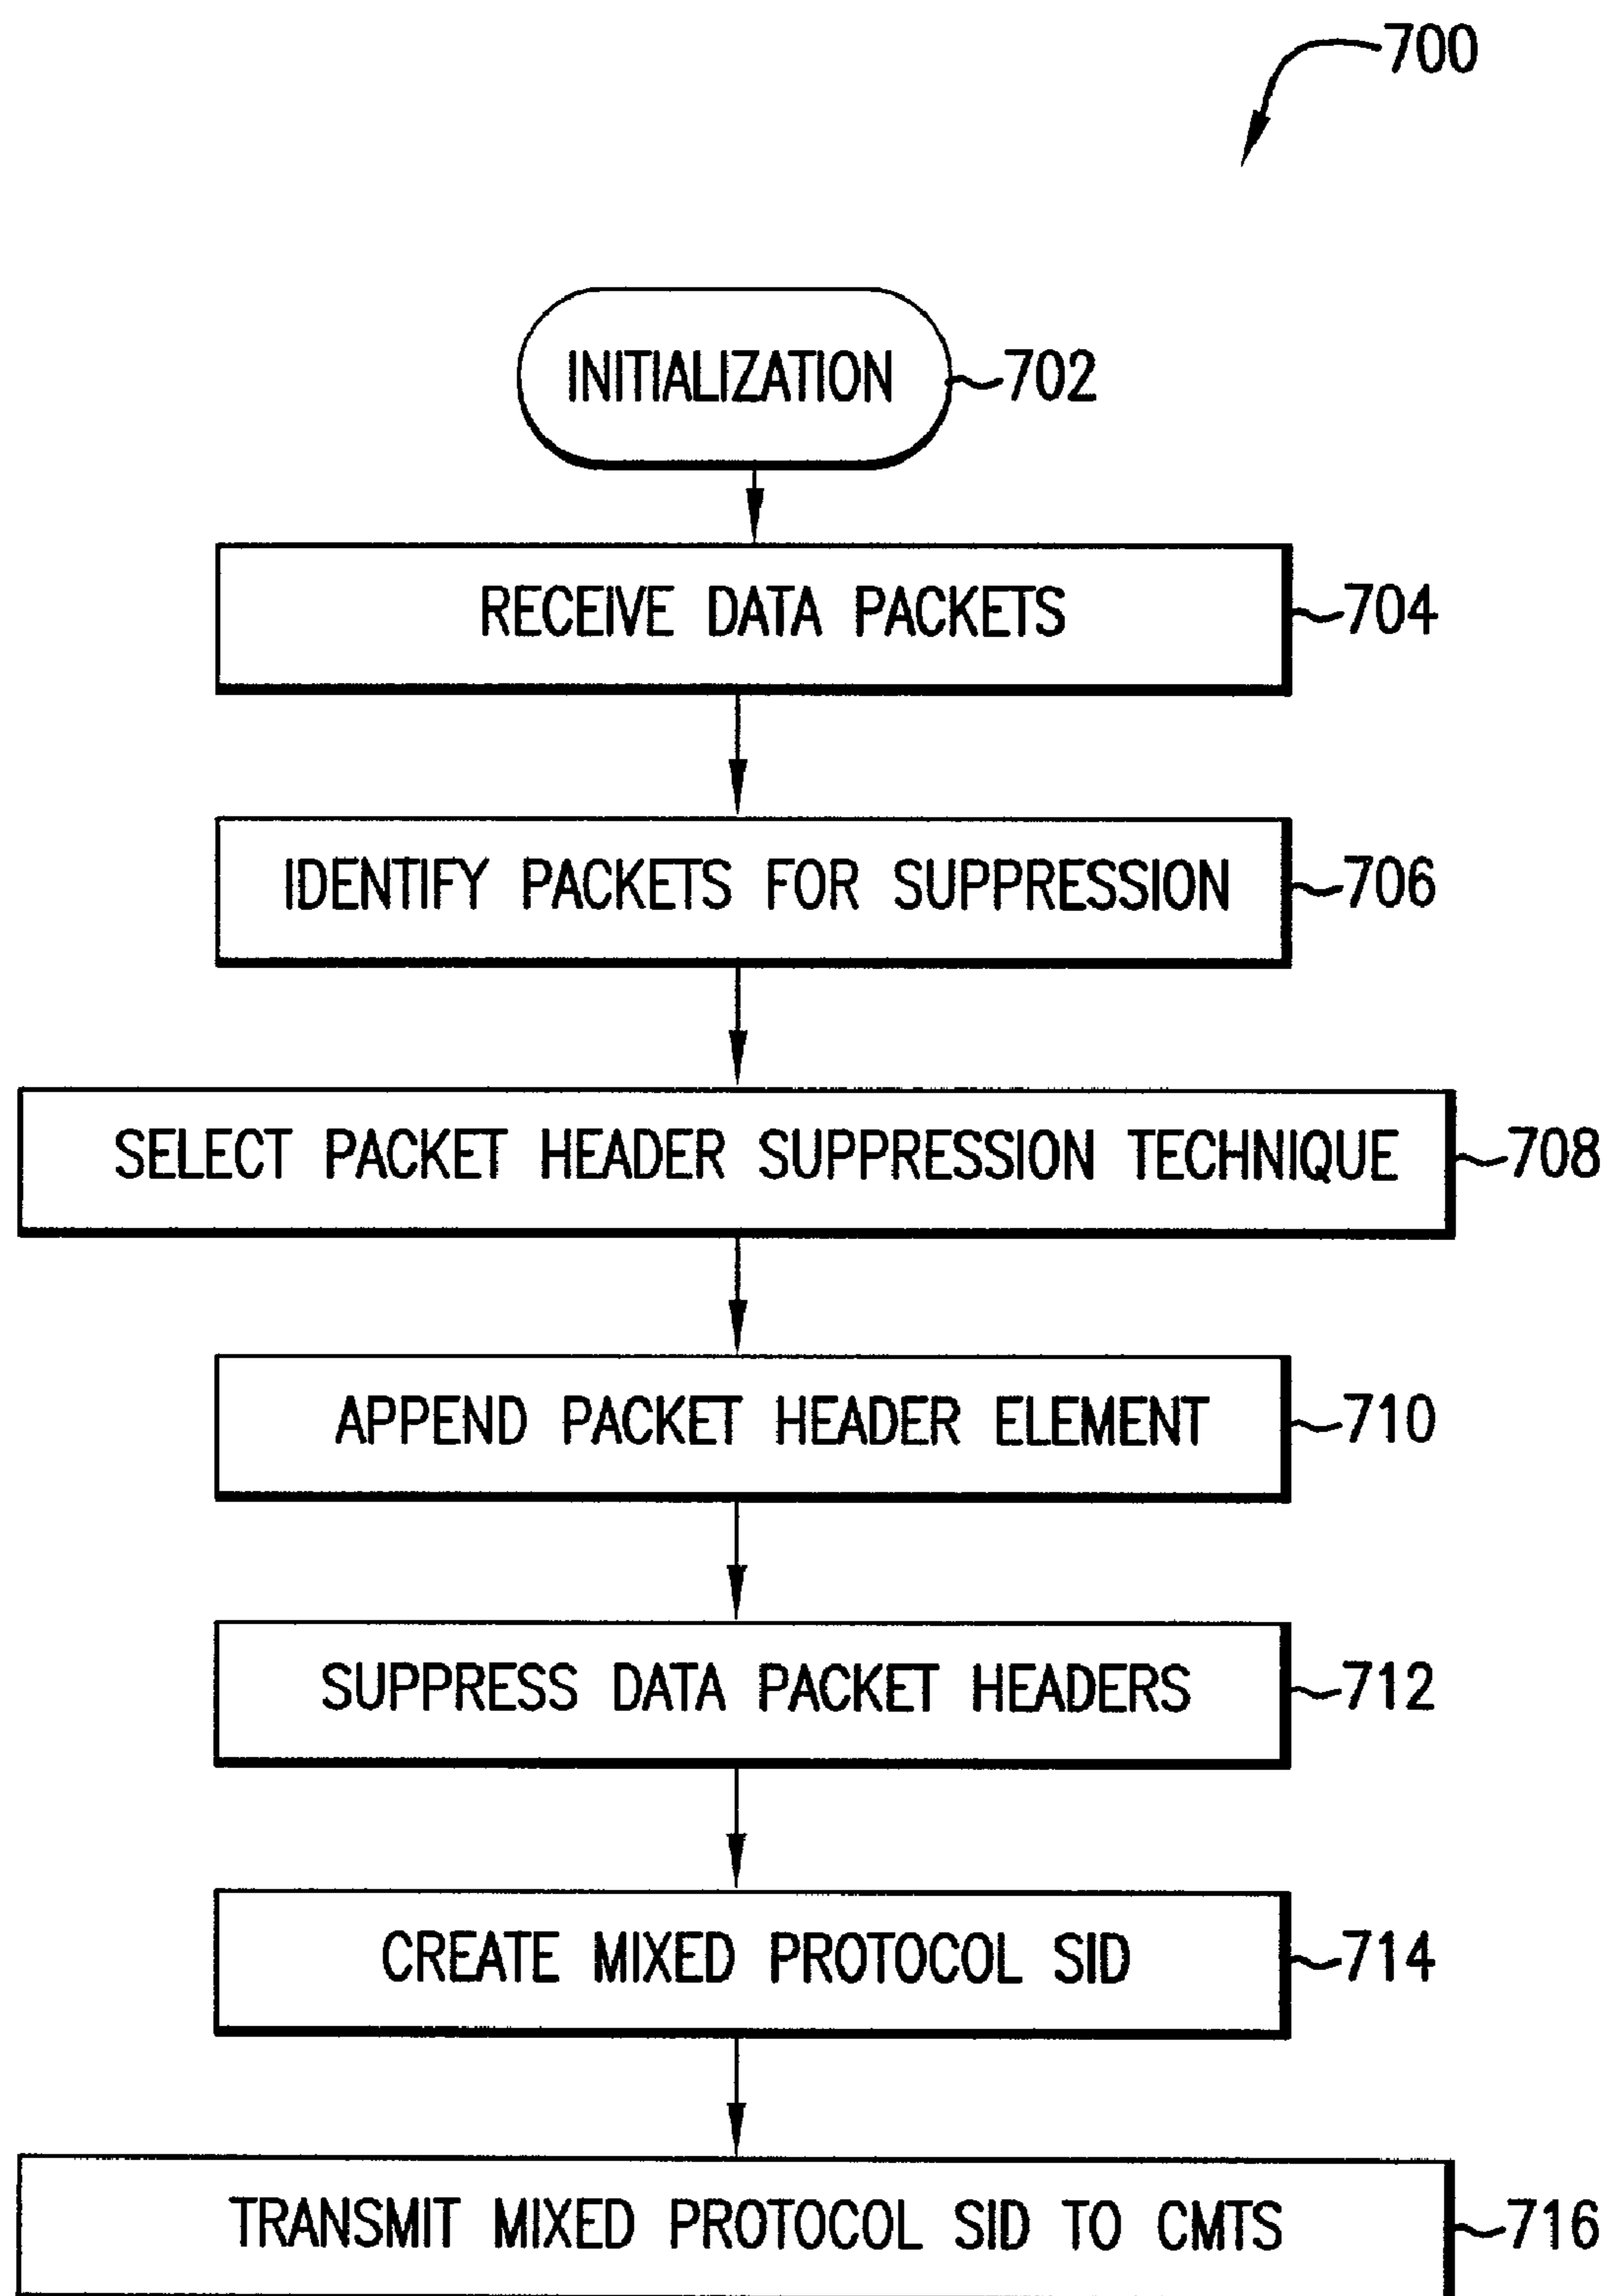 700
INITIALIZATION 702
RECEIVE DATA PACKETS 704
IDENTIFY PACKETS FOR SUPPRESSION 706
SELECT PACKET HEADER SUPPRESSION TECHNIQUE 708
APPEND PACKET HEADER ELEMENT 710
SUPPRESS DATA PACKET HEADERS 712
CREATE MIXED PROTOCOL SID 714
TRANSMIT MIXED PROTOCOL SID TO CMTS 716